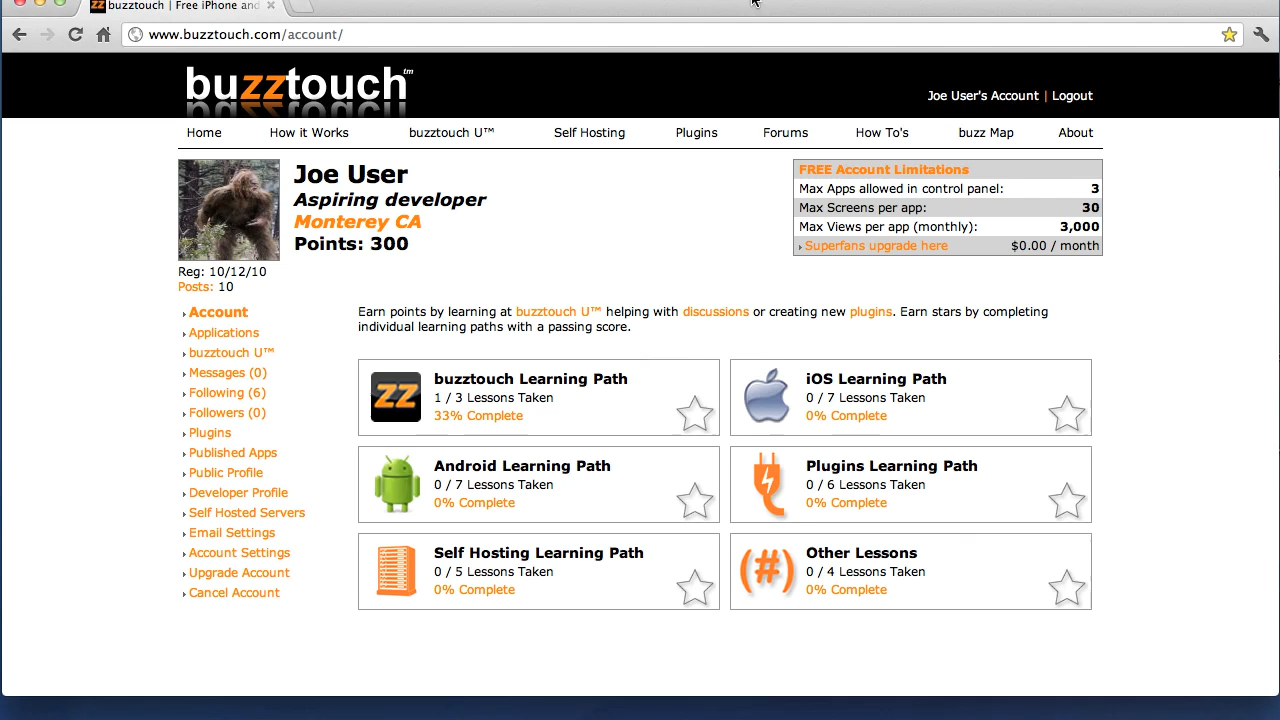 buzztouch | Free iPhone and
www.buzztouch.com/account/
buzztouch™
Joe User's Account | Logout
Home How it Works buzztouch U™ Self Hosting Plugins Forums How To's buzz Map About
Joe User
Aspiring developer
Monterey CA
Points: 300
FREE Account Limitations
Max Apps allowed in control panel: 3
Max Screens per app: 30
Max Views per app (monthly): 3,000
Superfans upgrade here $0.00 / month
Reg: 10/12/10
Posts: 10
Account
Applications
buzztouch U™
Messages (0)
Following (6)
Followers (0)
Plugins
Published Apps
Public Profile
Developer Profile
Self Hosted Servers
Email Settings
Account Settings
Upgrade Account
Cancel Account
Earn points by learning at buzztouch U™ helping with discussions or creating new plugins. Earn stars by completing
individual learning paths with a passing score.
zz
buzztouch Learning Path
1 / 3 Lessons Taken
33% Complete
iOS Learning Path
0 / 7 Lessons Taken
0% Complete
Android Learning Path
0 / 7 Lessons Taken
0% Complete
Plugins Learning Path
0 / 6 Lessons Taken
0% Complete
Self Hosting Learning Path
0 / 5 Lessons Taken
0% Complete
(#)
Other Lessons
0 / 4 Lessons Taken
0% Complete